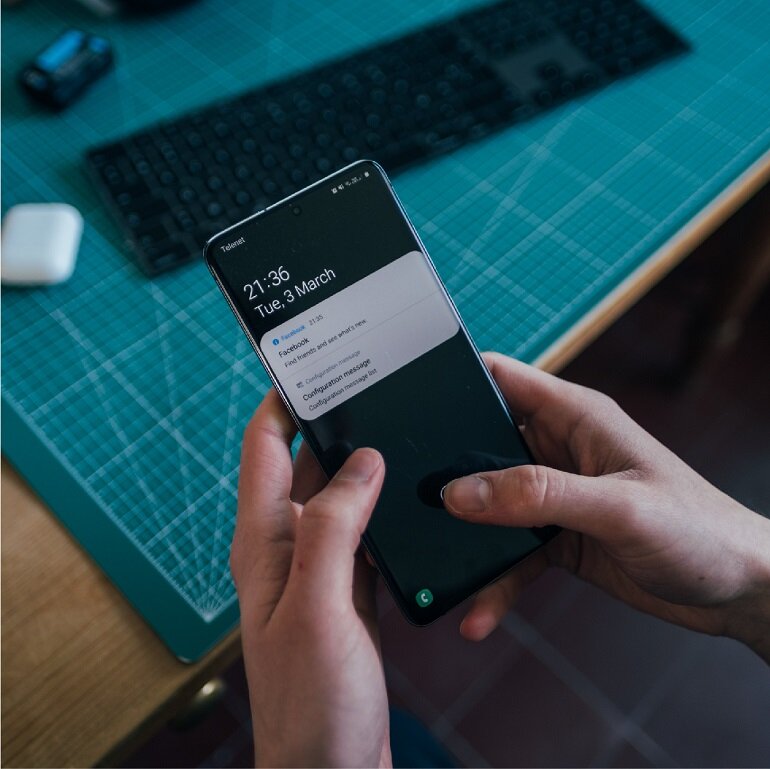 Telenet
21:36
Tue, 3 March
Facebook 21:35
Facebook
Find friends and see what's new.
Configuration message
Configuration message
Configuration message list